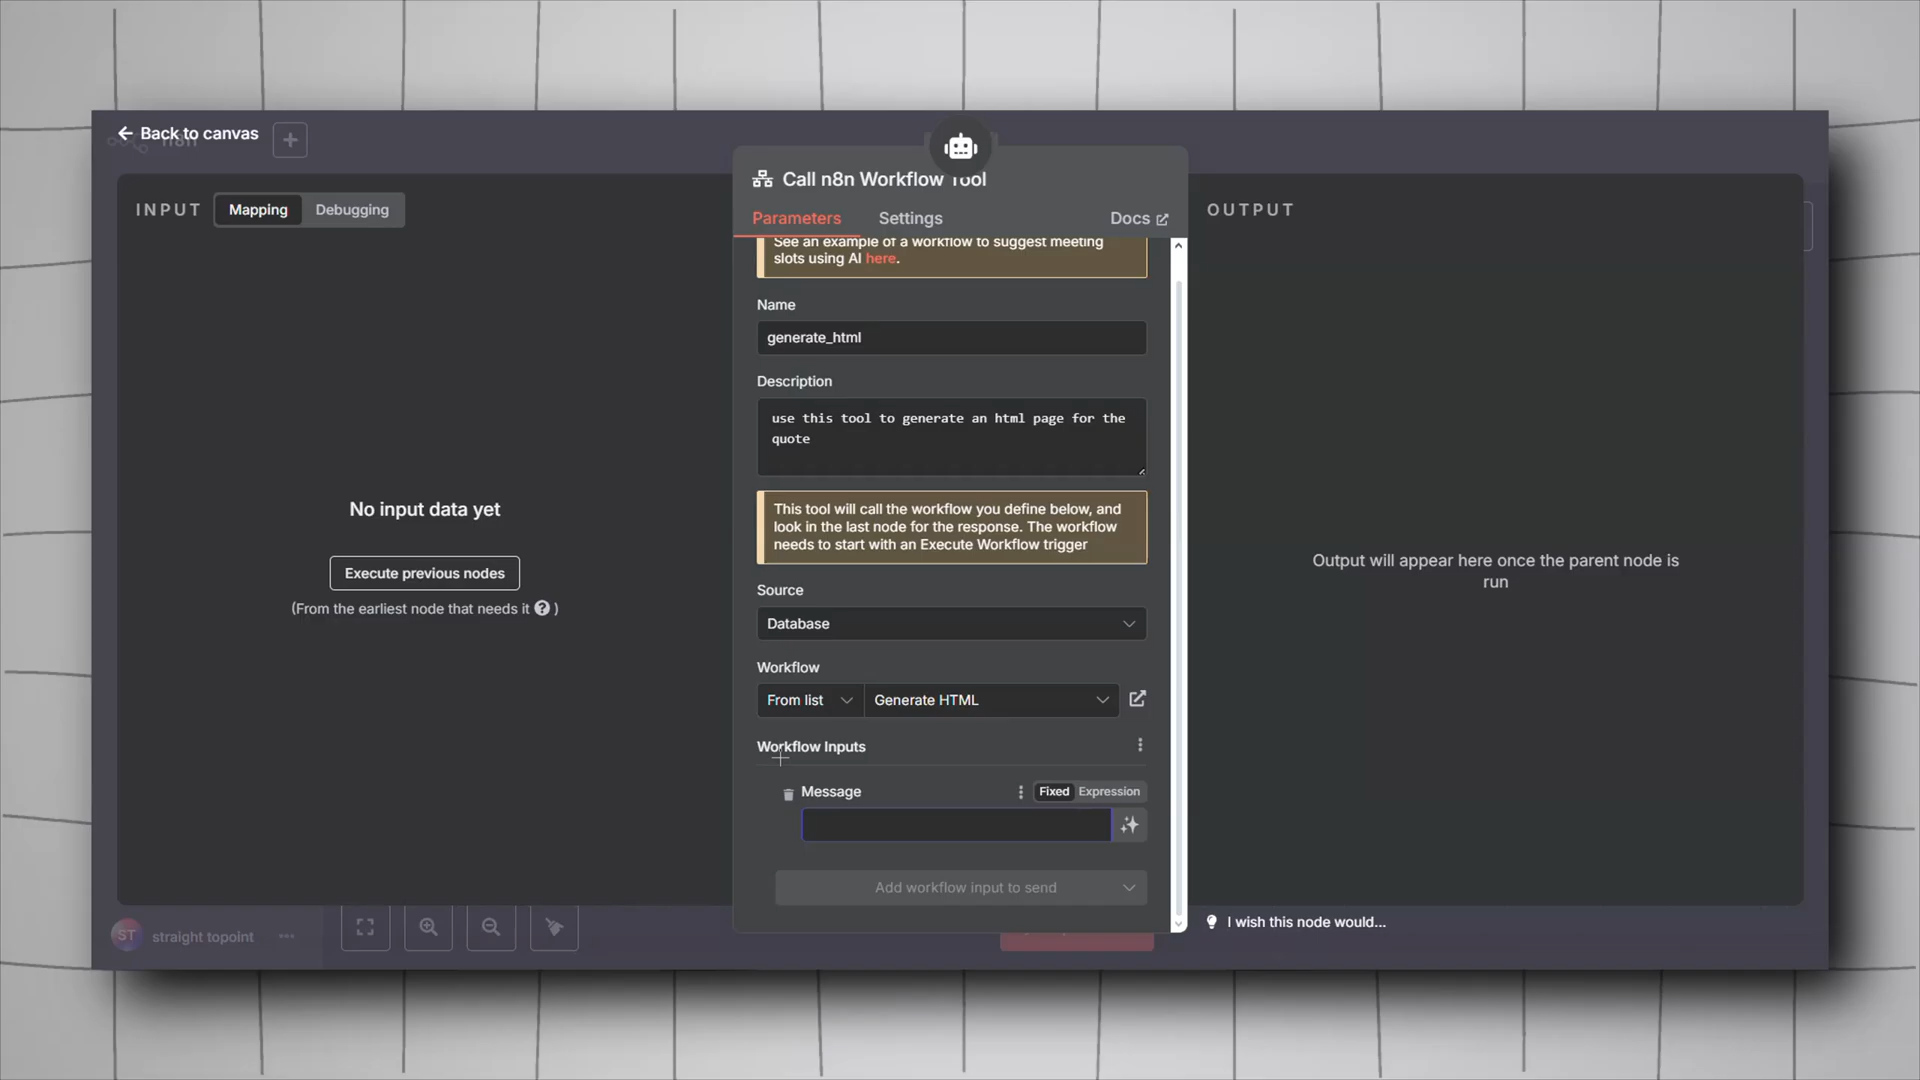 Back to canvas
n8n
Call n8n Workflow Tool
INPUT
Mapping
Debugging
OUTPUT
Parameters
Settings
Docs
See an example of a workflow to suggest meeting
slots using AI here.
Name
generate_html
Description
use this tool to generate an html page for the
quote
This tool will call the workflow you define below, and
look in the last node for the response. The workflow
needs to start with an Execute Workflow trigger
No input data yet
Execute previous nodes
(From the earliest node that needs it ? )
Output will appear here once the parent node is
run
Source
Database
Workflow
From list
Generate HTML
Workflow Inputs
Message
Fixed
Expression
Add workflow input to send
ST
straight topoint
I wish this node would...